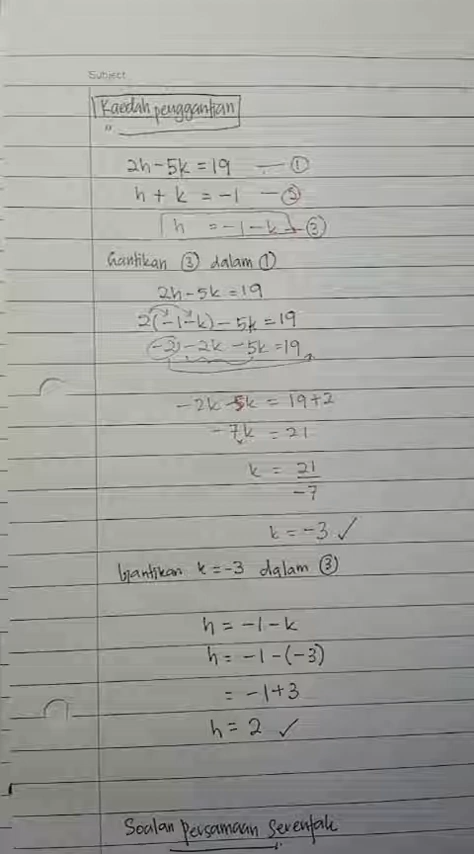 Subject
Kaedah penggantian
2h - 5k = 19 — ①
h + k = -1 — ②
h = -1 - k — ③
Gantikan ③ dalam ①
2h - 5k = 19
2(-1 - k) - 5k = 19
-2 - 2k - 5k = 19
-2k - 5k = 19 + 2
-7k = 21
k = 21
-7
k = -3 ✓
Gantikan k = -3 dalam ③
h = -1 - k
h = -1 - (-3)
= -1 + 3
h = 2 ✓
Soalan persamaan serentak